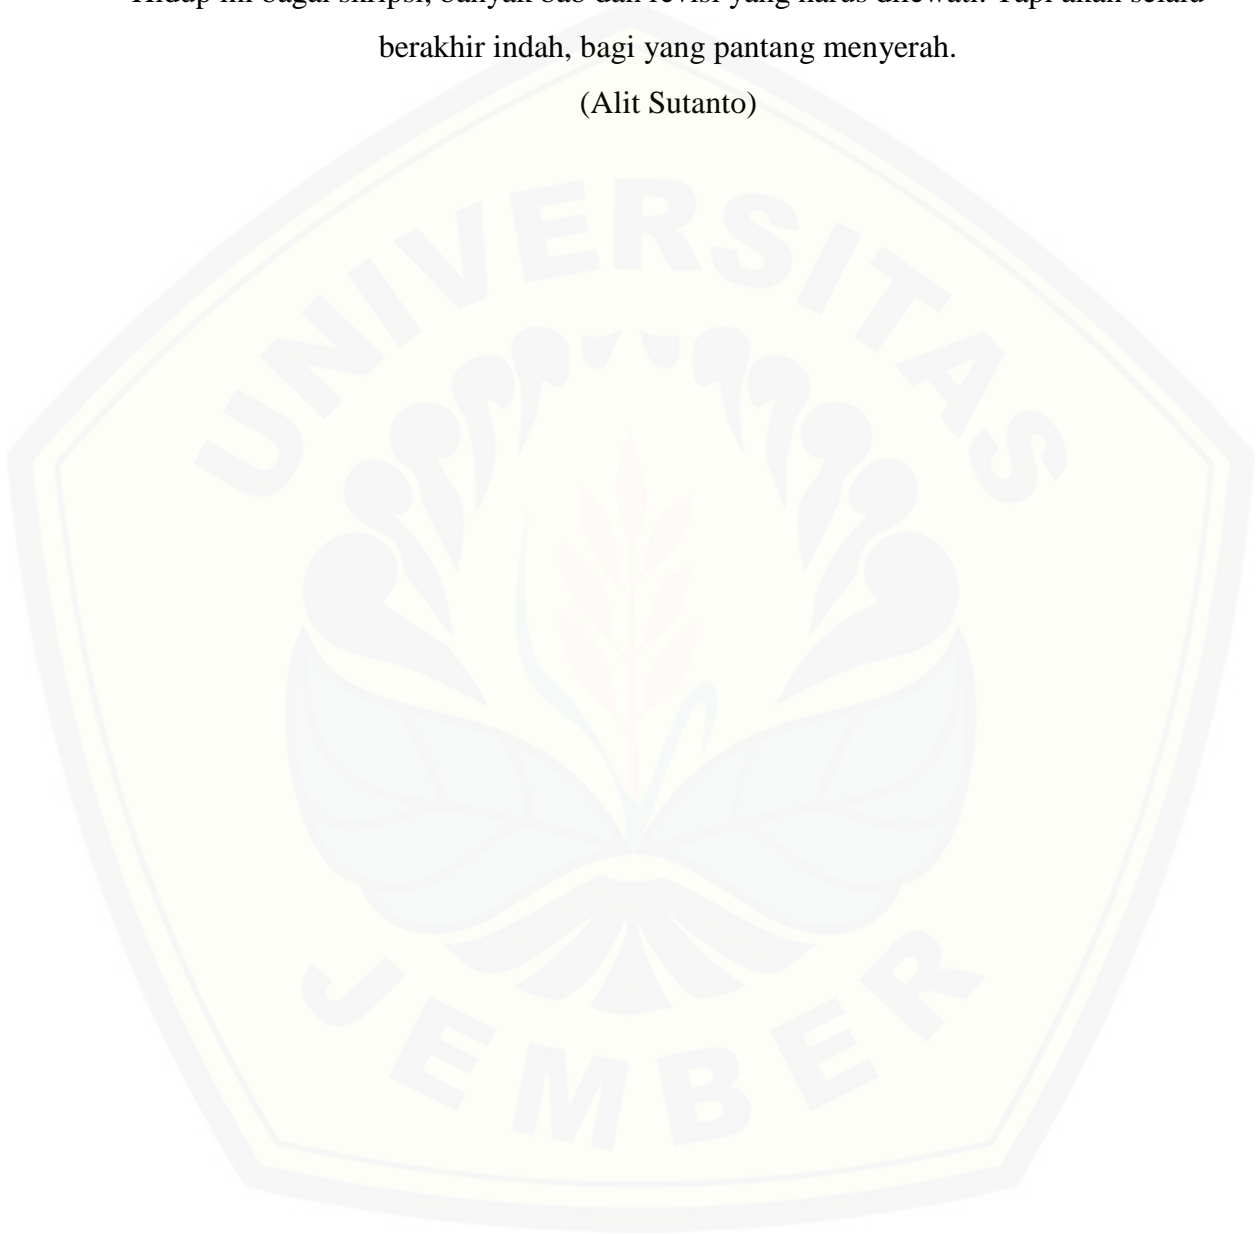 Hidup ini bagai skripsi, banyak bab dan revisi yang harus dilewati. Tapi akan selalu
berakhir indah, bagi yang pantang menyerah.
(Alit Sutanto)
UNIVERSITAS
JEMBER